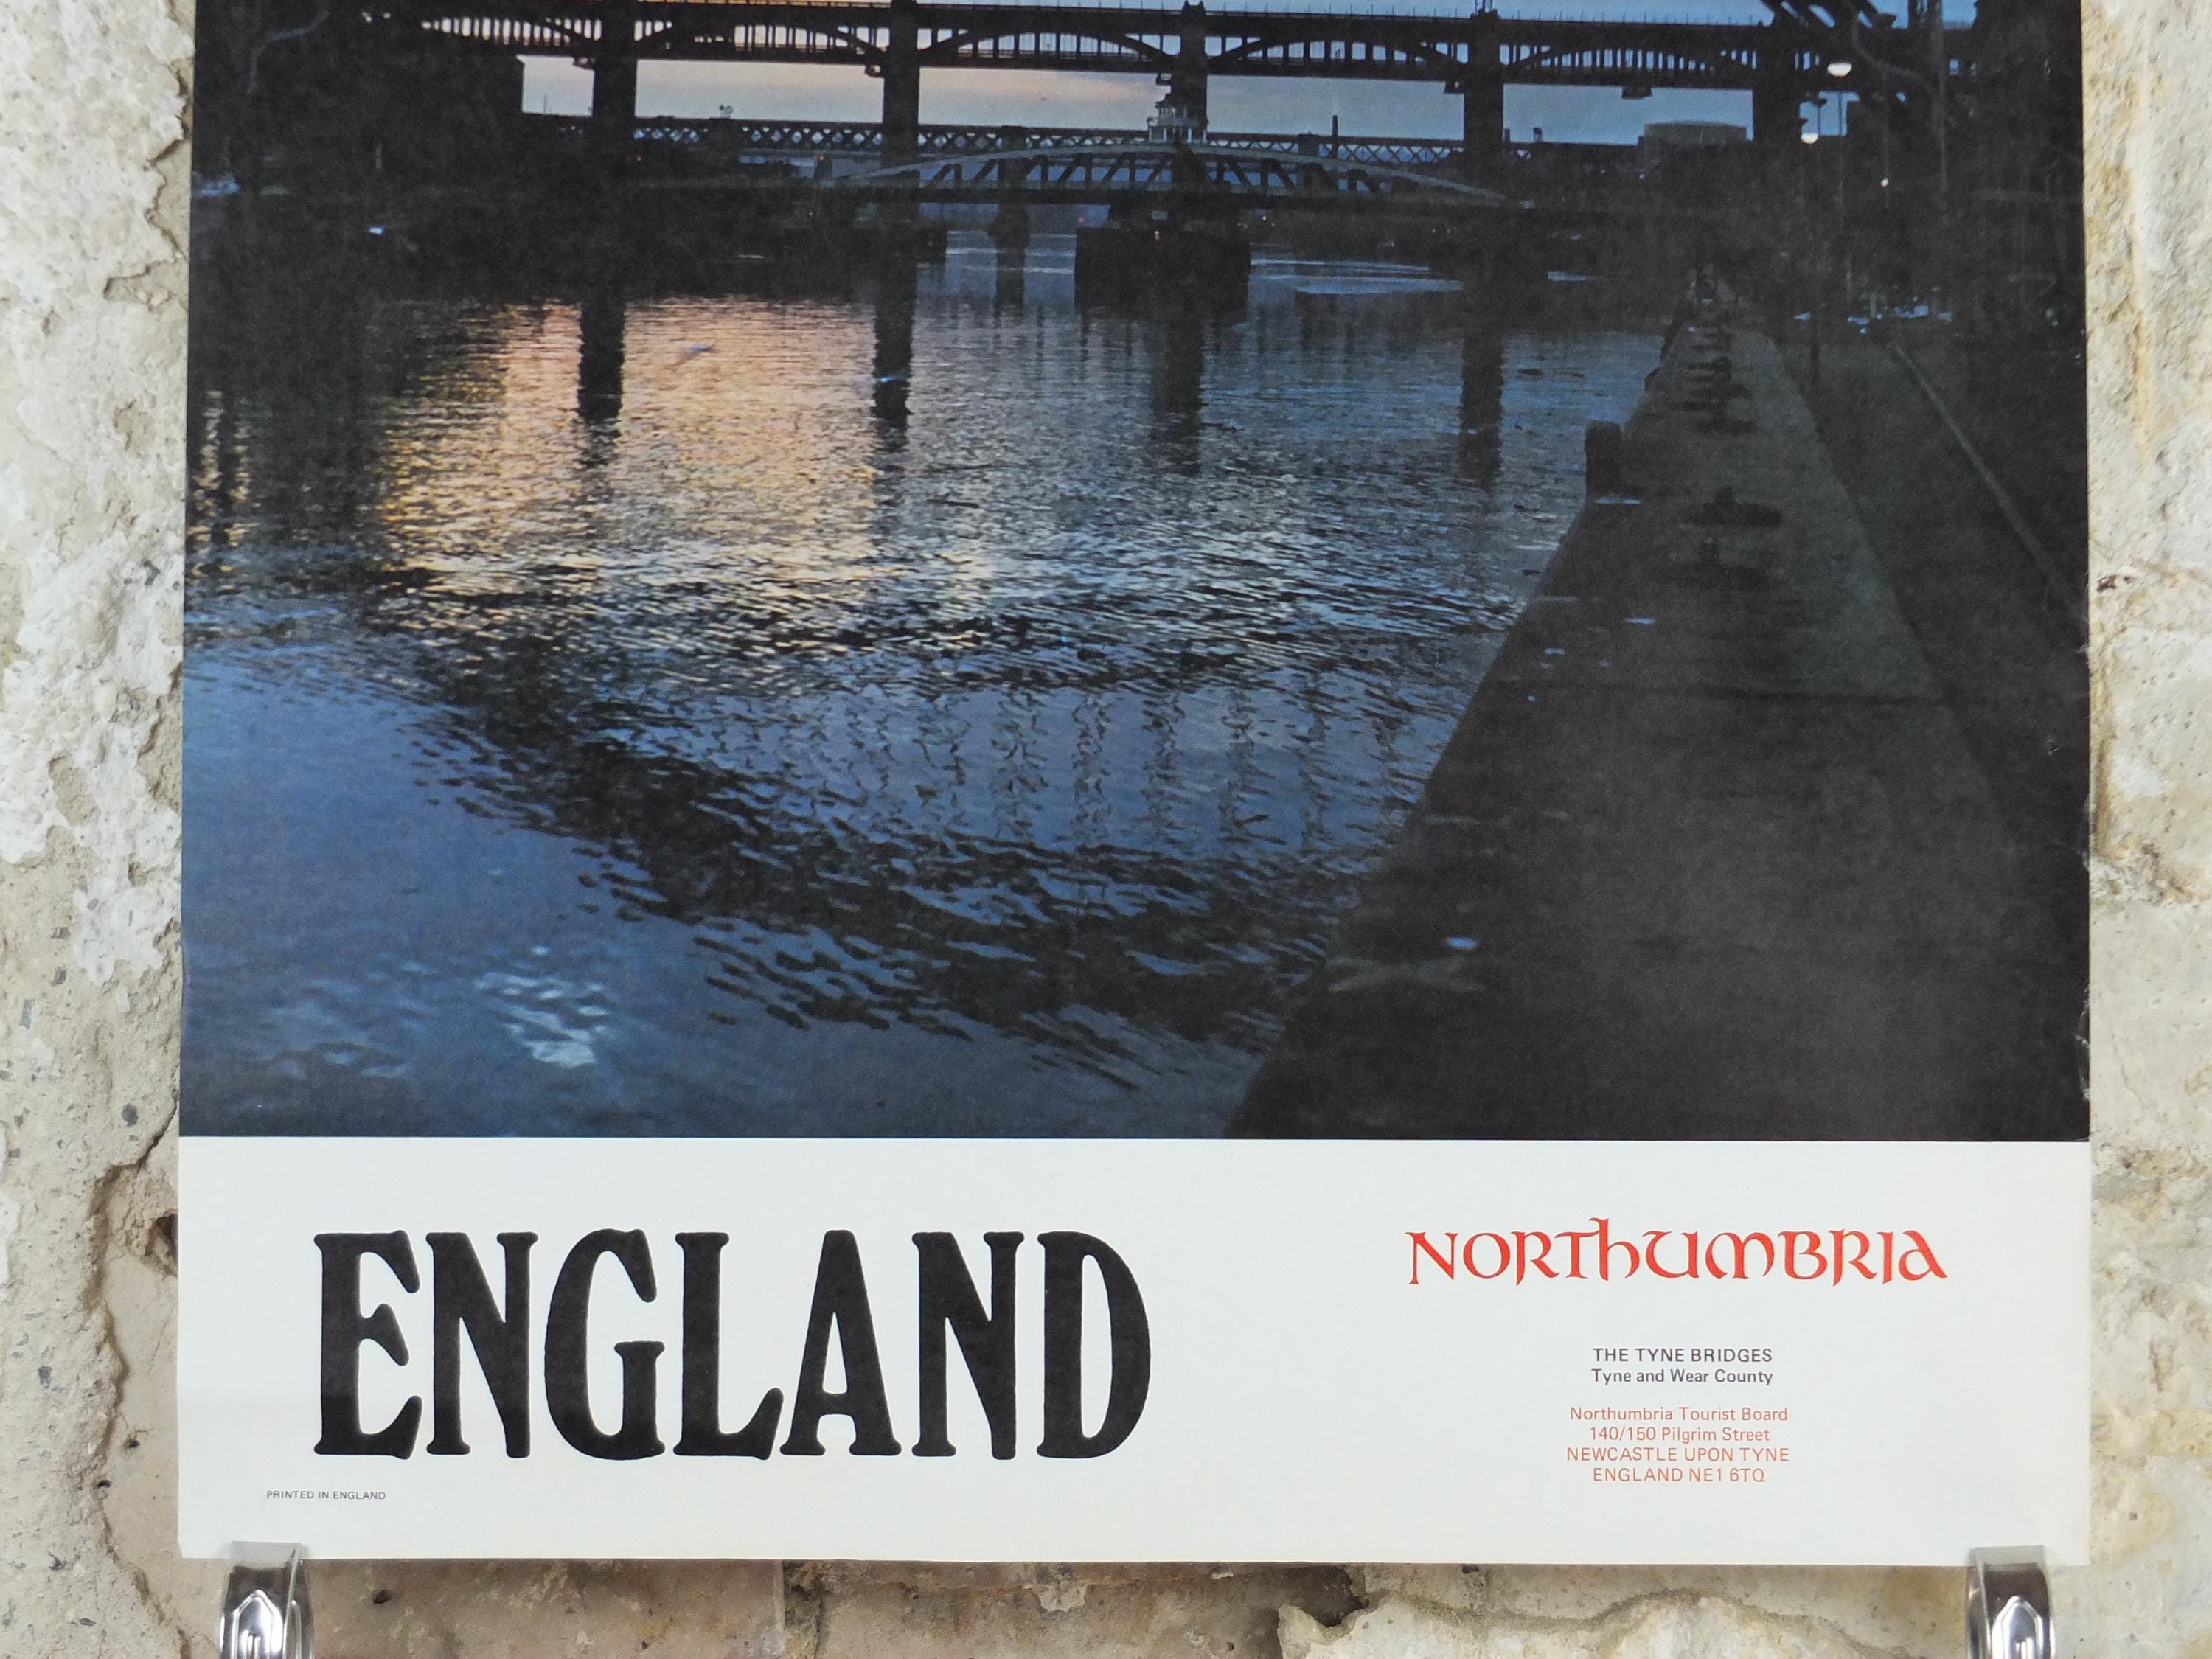 ENGLAND
PRINTED IN ENGLAND
NORThUMBRIA
THE TYNE BRIDGES
Tyne and Wear County
Northumbria Tourist Board
140/150 Pilgrim Street
NEWCASTLE UPON TYNE
ENGLAND NE1 6TQ